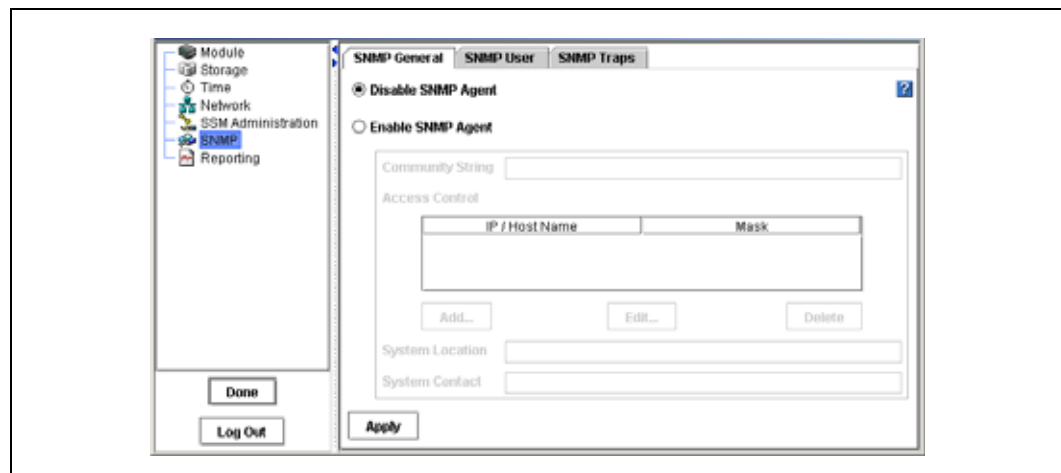 Module
Storage
Time
Network
SSM Administration
SNMP
Reporting
Done
Log Out
SNMP General SNMP User SNMP Traps
Disable SNMP Agent
?
Enable SNMP Agent
Community String
Access Control
IP / Host Name Mask
Add... Edit... Delete
System Location
System Contact
Apply